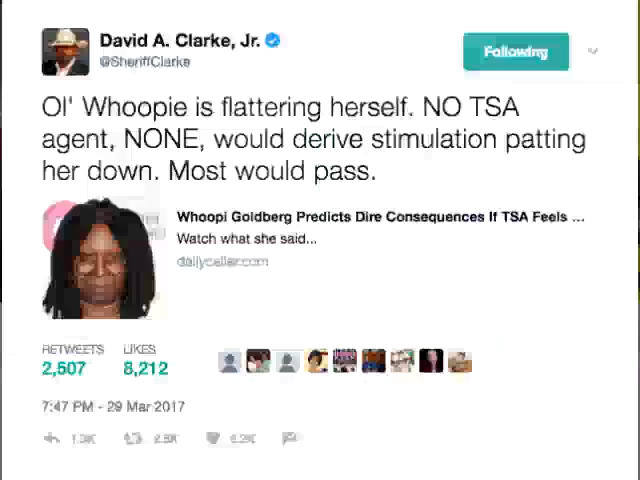 David A. Clarke, Jr.
Following
@SheriffClarke
Ol' Whoopie is flattering herself. NO TSA
agent, NONE, would derive stimulation patting
her down. Most would pass.
Whoopi Goldberg Predicts Dire Consequences If TSA Feels ...
Watch what she said...
dailycaller.com
RETWEETS LIKES
2,507 8,212
7:47 PM - 29 Mar 2017